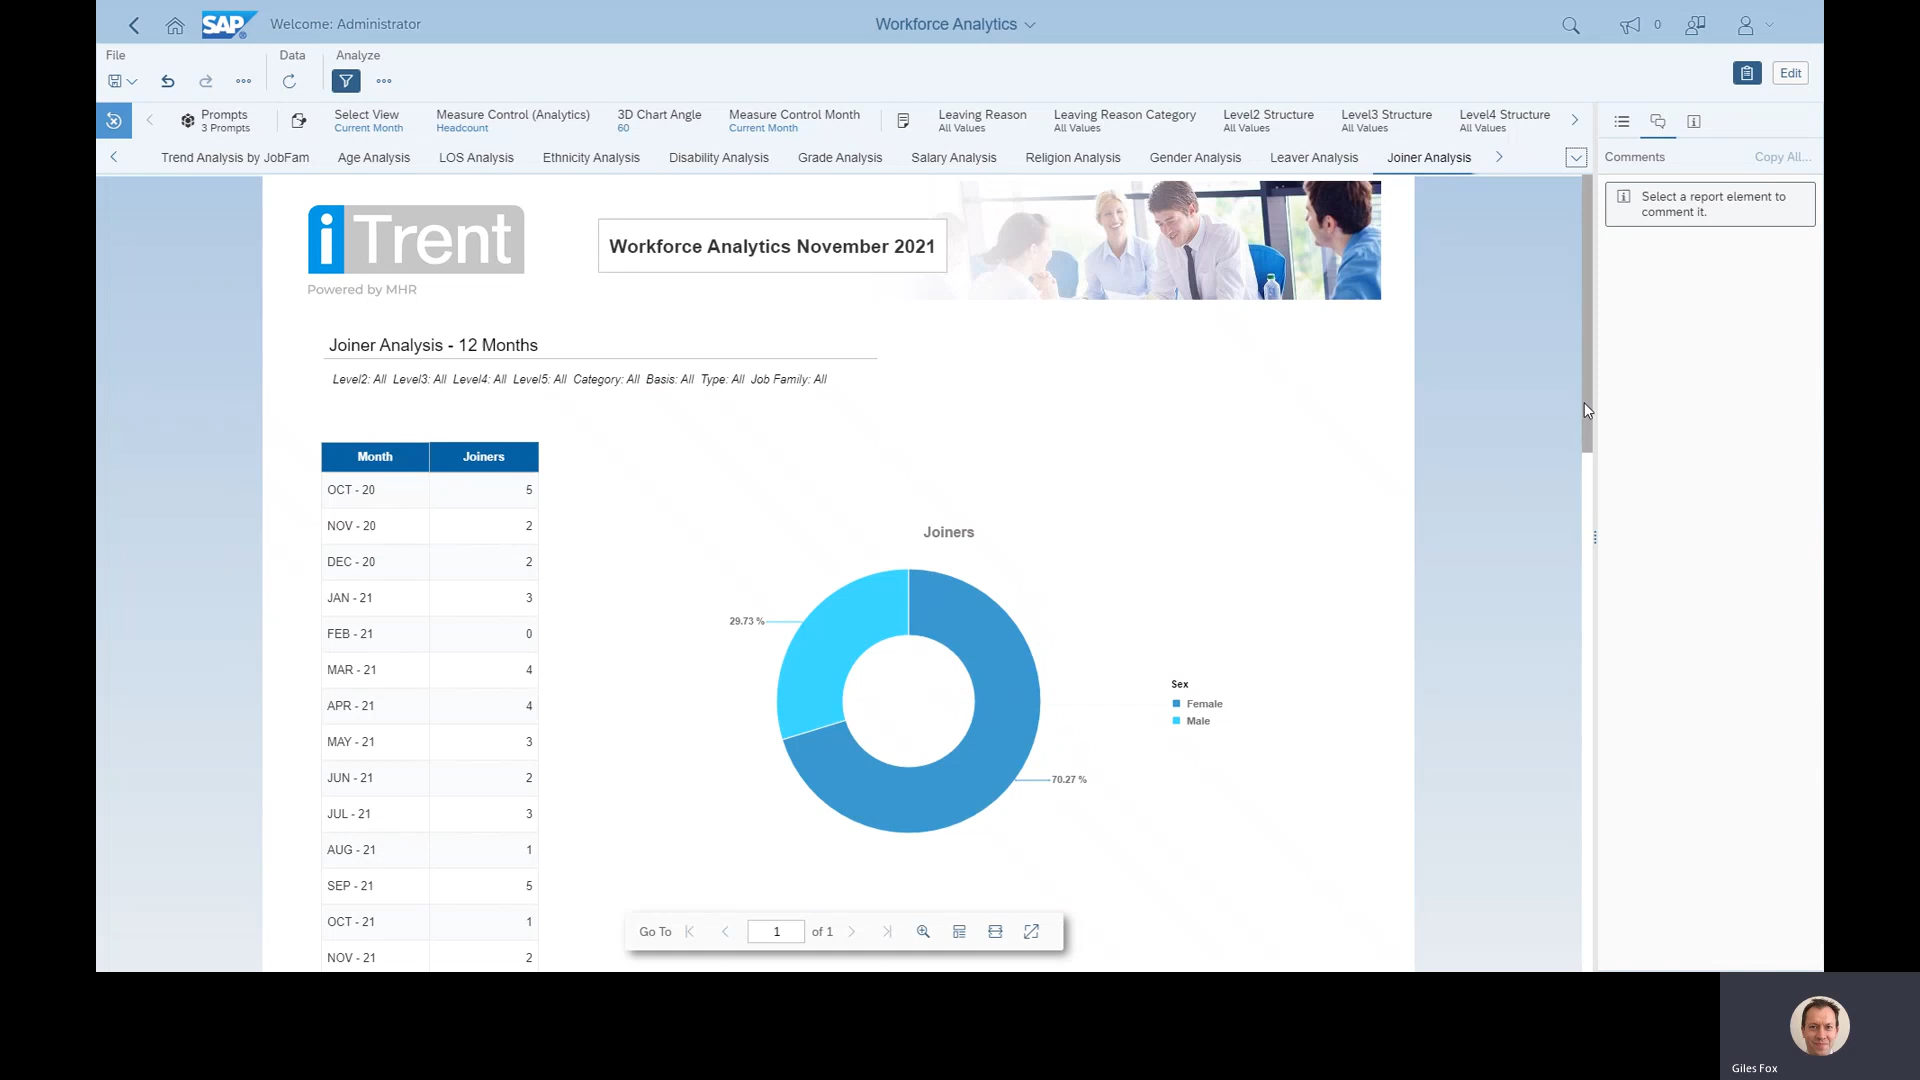 SAP Welcome: Administrator
Workforce Analytics
0
File
Data
Analyze
Edit
Prompts
3 Prompts
Select View
Current Month
Measure Control (Analytics)
Headcount
3D Chart Angle
60
Measure Control Month
Current Month
Leaving Reason
All Values
Leaving Reason Category
All Values
Level2 Structure
All Values
Level3 Structure
All Values
Level4 Structure
All Values
Trend Analysis by JobFam
Age Analysis
LOS Analysis
Ethnicity Analysis
Disability Analysis
Grade Analysis
Salary Analysis
Religion Analysis
Gender Analysis
Leaver Analysis
Joiner Analysis
Comments
Copy All...
Select a report element to
comment it.
iTrent
Powered by MHR
Workforce Analytics November 2021
Joiner Analysis - 12 Months
Level2: All Level3: All Level4: All Level5: All Category: All Basis: All Type: All Job Family: All
Month Joiners
OCT - 20 5
NOV - 20 2
DEC - 20 2
JAN - 21 3
FEB - 21 0
MAR - 21 4
APR - 21 4
MAY - 21 3
JUN - 21 2
JUL - 21 3
AUG - 21 1
SEP - 21 5
OCT - 21 1
NOV - 21 2
Joiners
29.73 %
70.27 %
Sex
Female
Male
Go To 1 of 1
Giles Fox